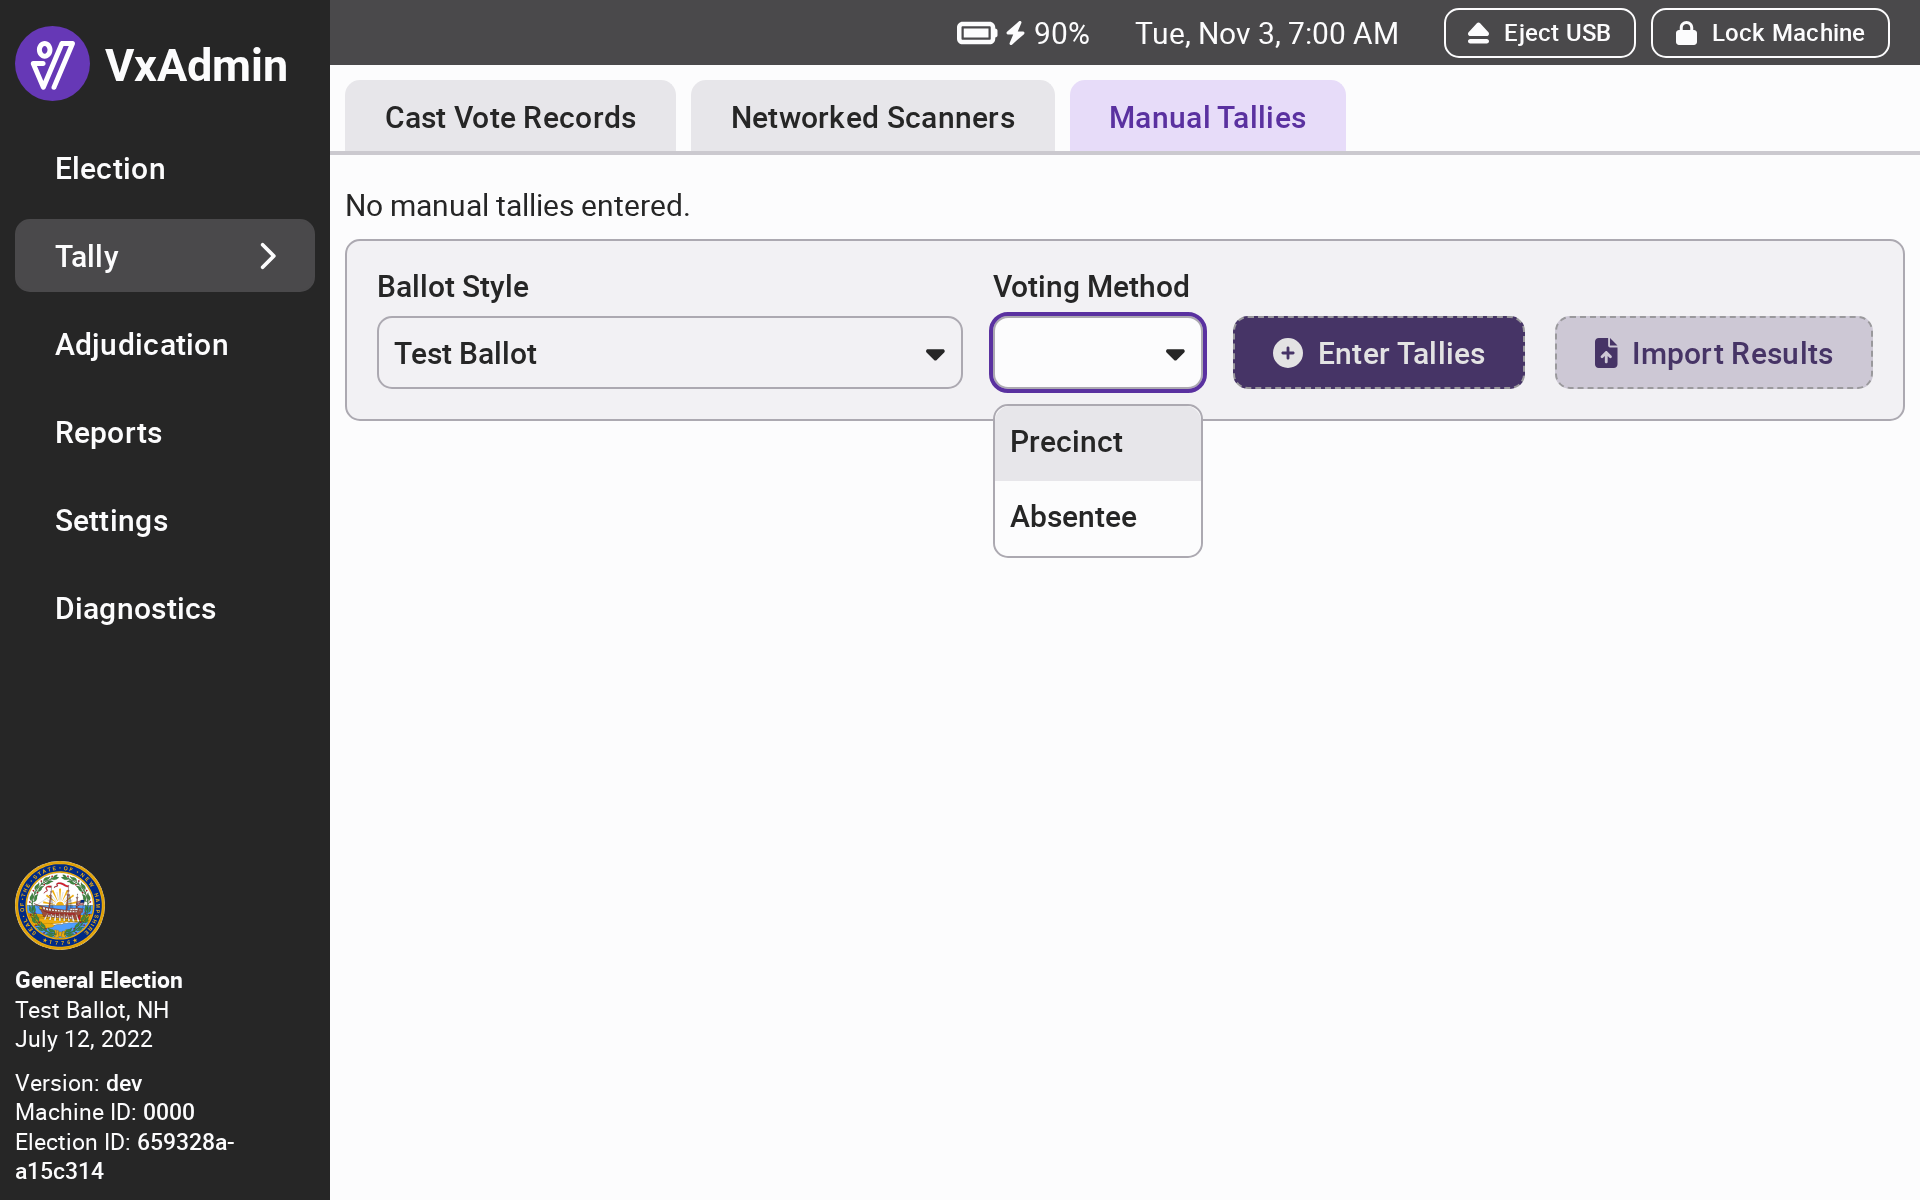 VxAdmin
90%
Tue, Nov 3, 7:00 AM
Eject USB
Lock Machine
Election
Tally
Adjudication
Reports
Settings
Diagnostics
Cast Vote Records
Networked Scanners
Manual Tallies
No manual tallies entered.
Ballot Style
Voting Method
Test Ballot
Enter Tallies
Import Results
Precinct
Absentee
General Election
Test Ballot, NH
July 12, 2022
Version: dev
Machine ID: 0000
Election ID: 659328a-
a15c314